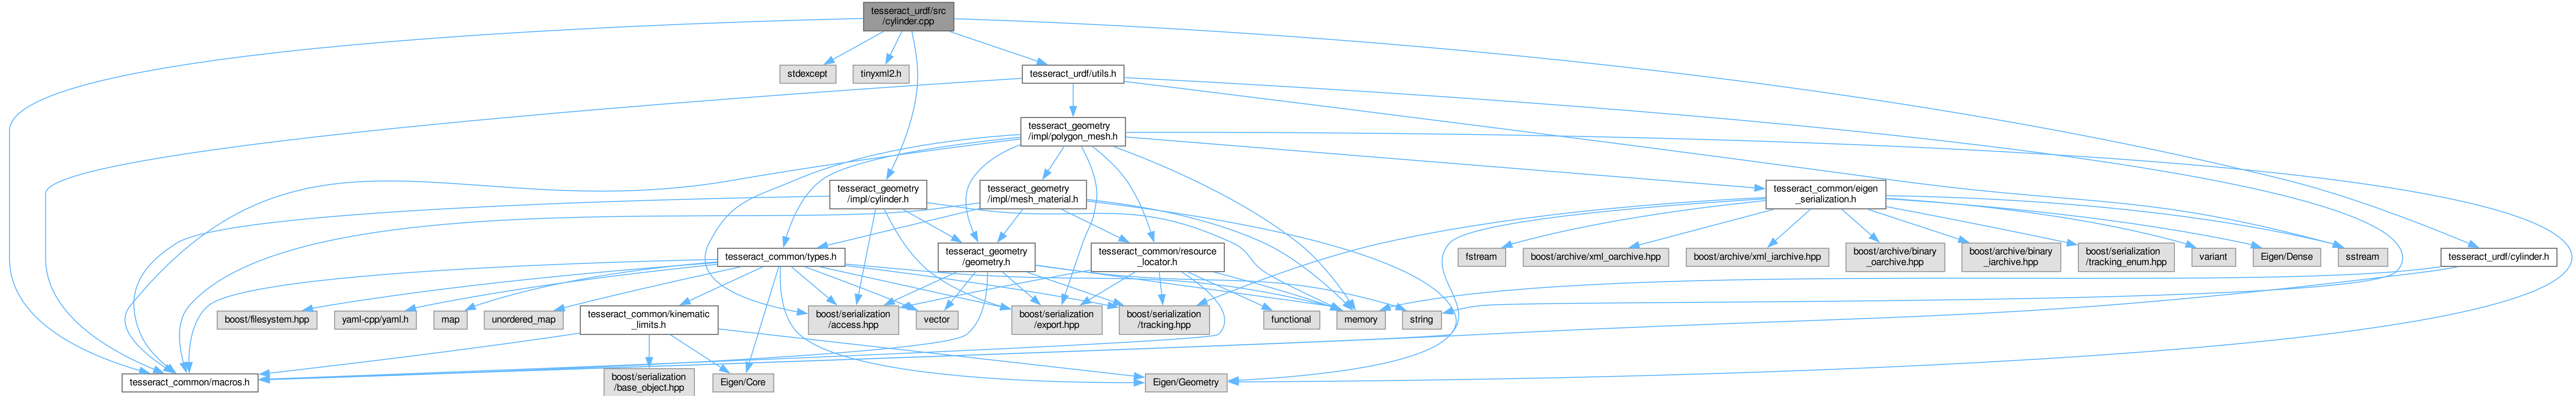 tesseract_urdf/src
/cylinder.cpp
stdexcept
tinyxml2.h
tesseract_urdf/utils.h
tesseract_geometry
/impl/polygon_mesh.h
tesseract_geometry
/impl/cylinder.h
tesseract_geometry
/impl/mesh_material.h
tesseract_common/eigen
_serialization.h
tesseract_common/types.h
tesseract_geometry
/geometry.h
tesseract_common/resource
_locator.h
fstream
boost/archive/xml_oarchive.hpp
boost/archive/xml_iarchive.hpp
boost/archive/binary
_oarchive.hpp
boost/archive/binary
_iarchive.hpp
boost/serialization
/tracking_enum.hpp
variant
Eigen/Dense
sstream
tesseract_urdf/cylinder.h
boost/filesystem.hpp
yaml-cpp/yaml.h
map
unordered_map
tesseract_common/kinematic
_limits.h
boost/serialization
/access.hpp
vector
boost/serialization
/export.hpp
boost/serialization
/tracking.hpp
functional
memory
string
tesseract_common/macros.h
boost/serialization
/base_object.hpp
Eigen/Core
Eigen/Geometry